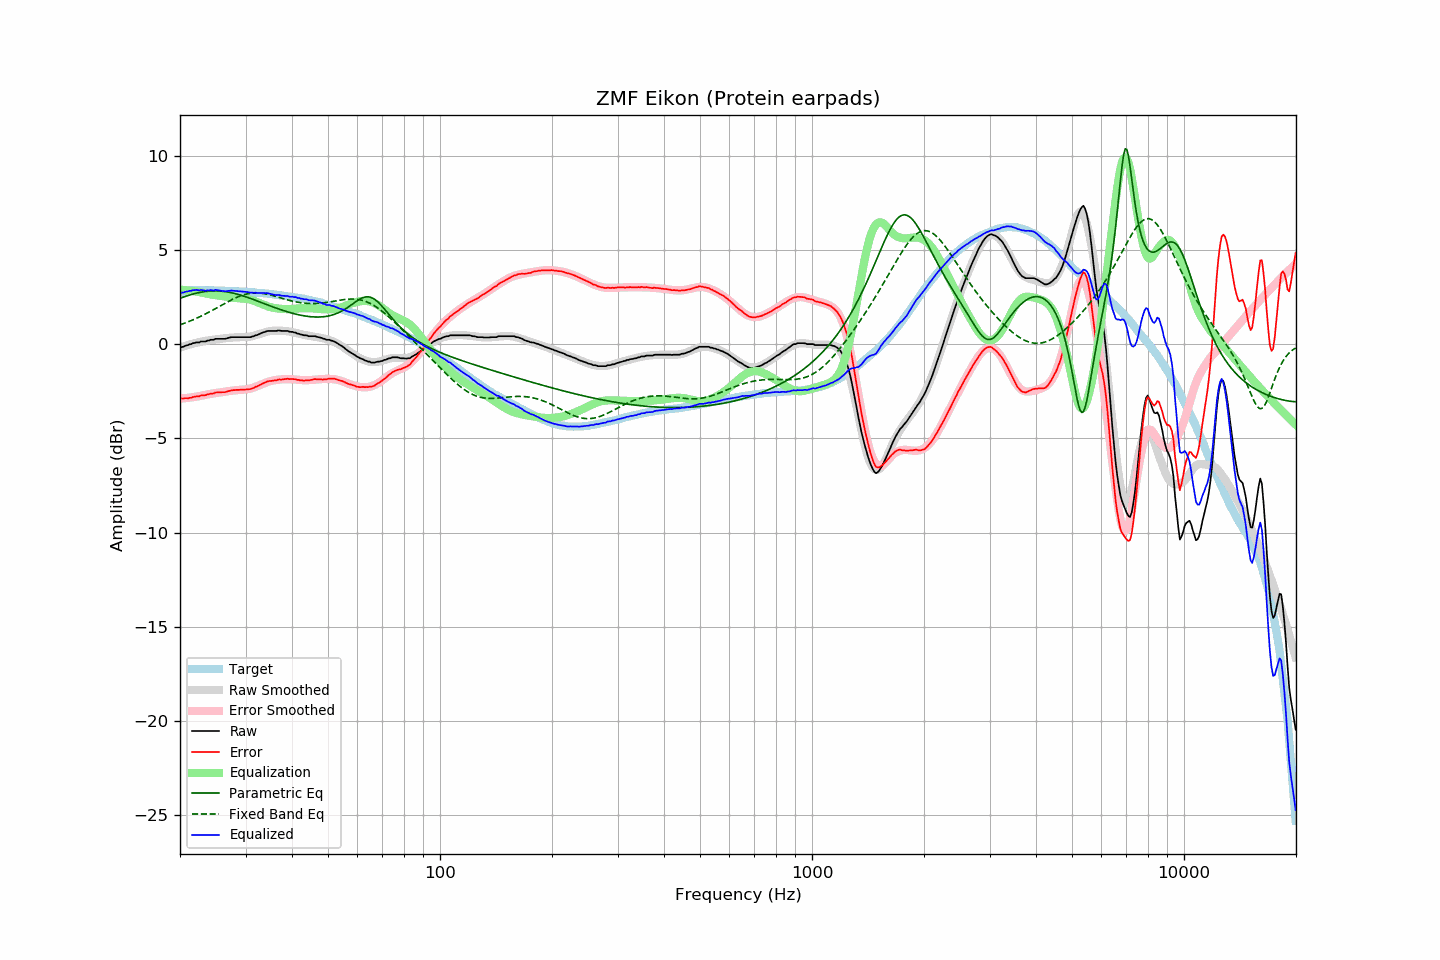 ZMF Eikon (Protein earpads)
10
5
0
−5
−10
−15
−20
−25
Amplitude (dBr)
Target
Raw Smoothed
Error Smoothed
Raw
Error
Equalization
Parametric Eq
Fixed Band Eq
Equalized
100
1000
10000
Frequency (Hz)